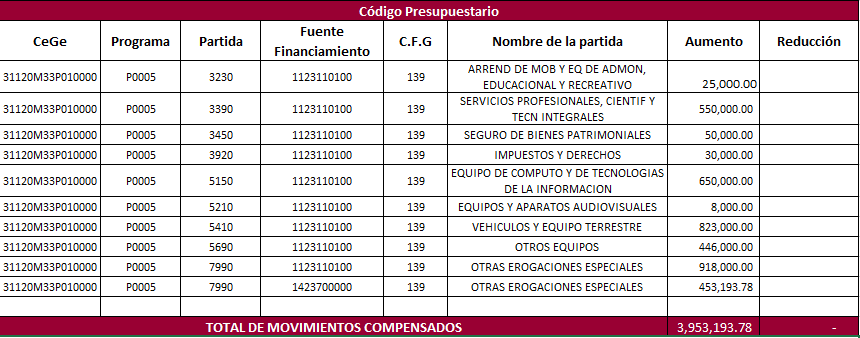 Código Presupuestario
CeGe Programa Partida Fuente Financiamiento C.F.G Nombre de la partida Aumento Reducción
31120M33P010000 P0005 3230 1123110100 139 ARREND DE MOB Y EQ DE ADMON, EDUCACIONAL Y RECREATIVO 25,000.00
31120M33P010000 P0005 3390 1123110100 139 SERVICIOS PROFESIONALES, CIENTIF Y TECN INTEGRALES 550,000.00
31120M33P010000 P0005 3450 1123110100 139 SEGURO DE BIENES PATRIMONIALES 50,000.00
31120M33P010000 P0005 3920 1123110100 139 IMPUESTOS Y DERECHOS 30,000.00
31120M33P010000 P0005 5150 1123110100 139 EQUIPO DE COMPUTO Y DE TECNOLOGIAS DE LA INFORMACION 650,000.00
31120M33P010000 P0005 5210 1123110100 139 EQUIPOS Y APARATOS AUDIOVISUALES 8,000.00
31120M33P010000 P0005 5410 1123110100 139 VEHICULOS Y EQUIPO TERRESTRE 823,000.00
31120M33P010000 P0005 5690 1123110100 139 OTROS EQUIPOS 446,000.00
31120M33P010000 P0005 7990 1123110100 139 OTRAS EROGACIONES ESPECIALES 918,000.00
31120M33P010000 P0005 7990 1423700000 139 OTRAS EROGACIONES ESPECIALES 453,193.78
TOTAL DE MOVIMIENTOS COMPENSADOS 3,953,193.78 -